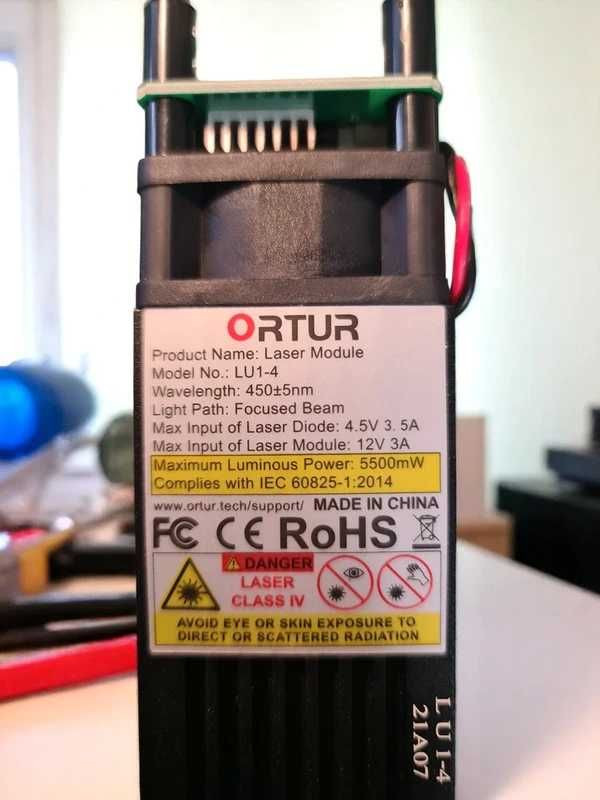 ORTUR
Product Name: Laser Module
Model No.: LU1-4
Wavelength: 450±5nm
Light Path: Focused Beam
Max Input of Laser Diode: 4.5V 3. 5A
Max Input of Laser Module: 12V 3A
Maximum Luminous Power: 5500mW
Complies with IEC 60825-1:2014
www.ortur.tech/support/ MADE IN CHINA
FC CE RoHS
DANGER
LASER
CLASS IV
AVOID EYE OR SKIN EXPOSURE TO
DIRECT OR SCATTERED RADIATION
LU1-4
21A07